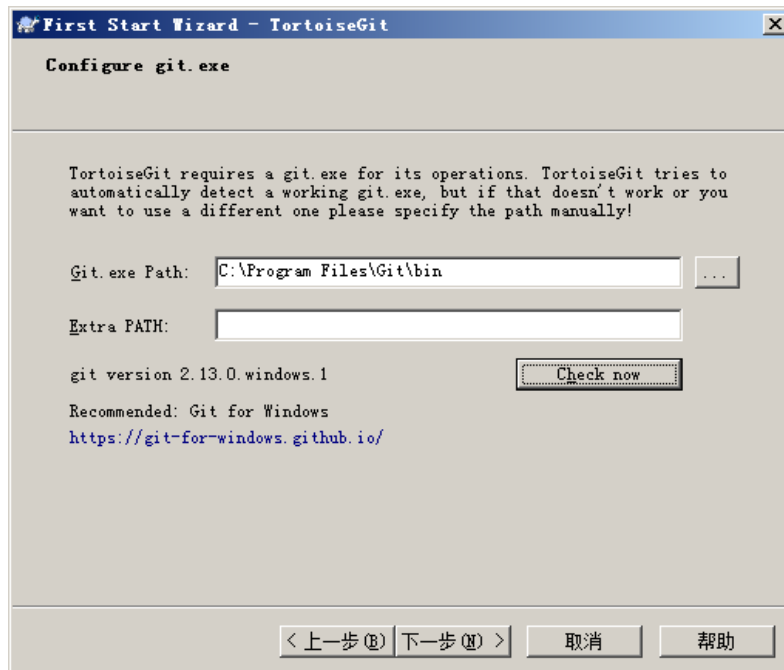 First Start Wizard - TortoiseGit
Configure git.exe
TortoiseGit requires a git.exe for its operations. TortoiseGit tries to
automatically detect a working git.exe, but if that doesn't work or you
want to use a different one please specify the path manually!
Git.exe Path: C:\Program Files\Git\bin ...
Extra PATH:
git version 2.13.0.windows.1 Check now
Recommended: Git for Windows
https://git-for-windows.github.io/
< 上一步(B) 下一步(N) > 取消 帮助